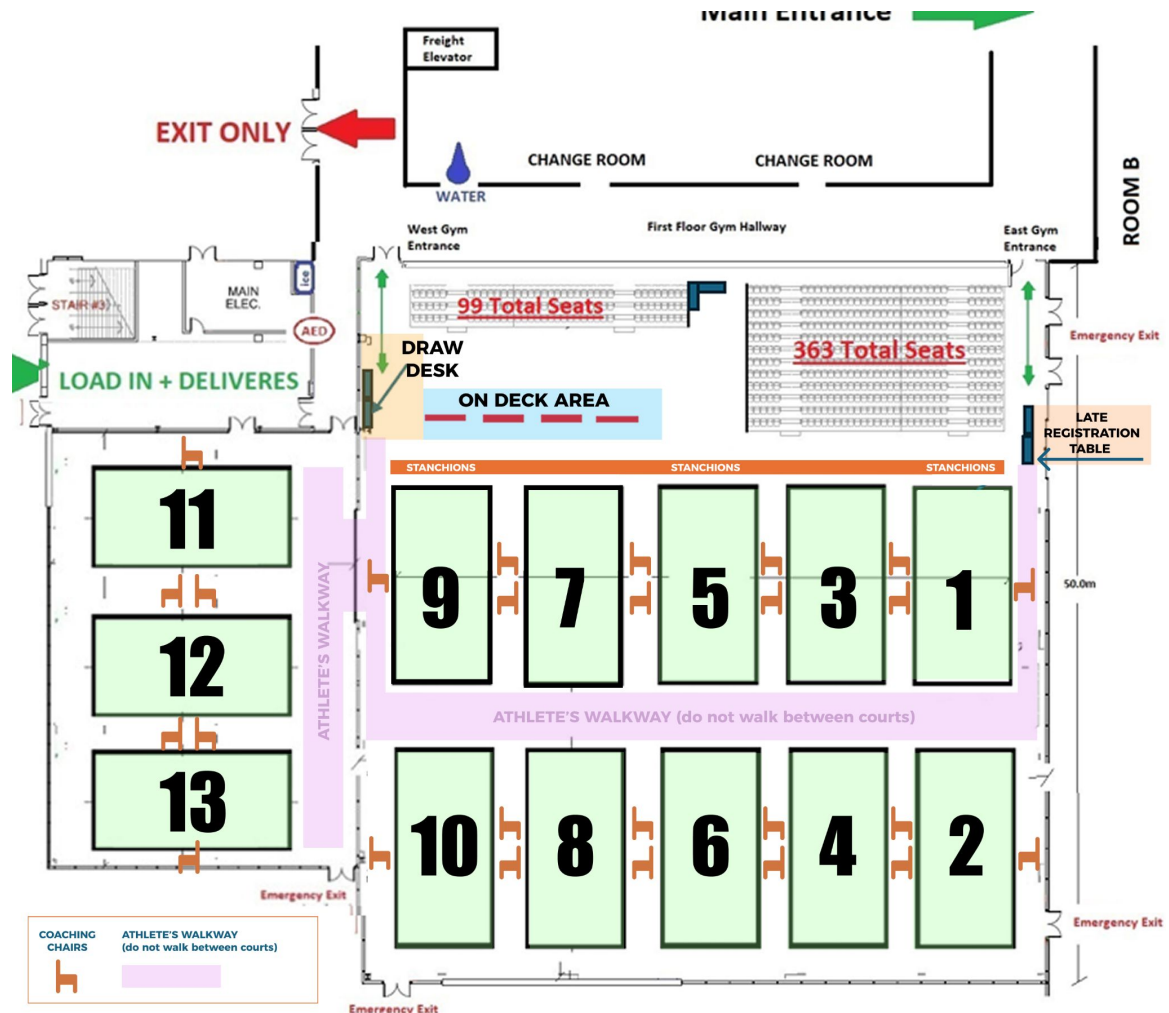 Main Entrance
Freight
Elevator
EXIT ONLY
CHANGE ROOM
CHANGE ROOM
WATER
ROOM B
West Gym
Entrance
First Floor Gym Hallway
East Gym
Entrance
STAIR #3
MAIN
ELEC.
ice
AED
99 Total Seats
363 Total Seats
Emergency Exit
LOAD IN + DELIVERES
DRAW
DESK
ON DECK AREA
LATE
REGISTRATION
TABLE
STANCHIONS
STANCHIONS
STANCHIONS
11
9
7
5
3
1
50.0m
12
ATHLETE'S WALKWAY
ATHLETE'S WALKWAY (do not walk between courts)
13
10
8
6
4
2
Emergency Exit
Emergency Exit
Emergency Exit
COACHING
CHAIRS
ATHLETE'S WALKWAY
(do not walk between courts)